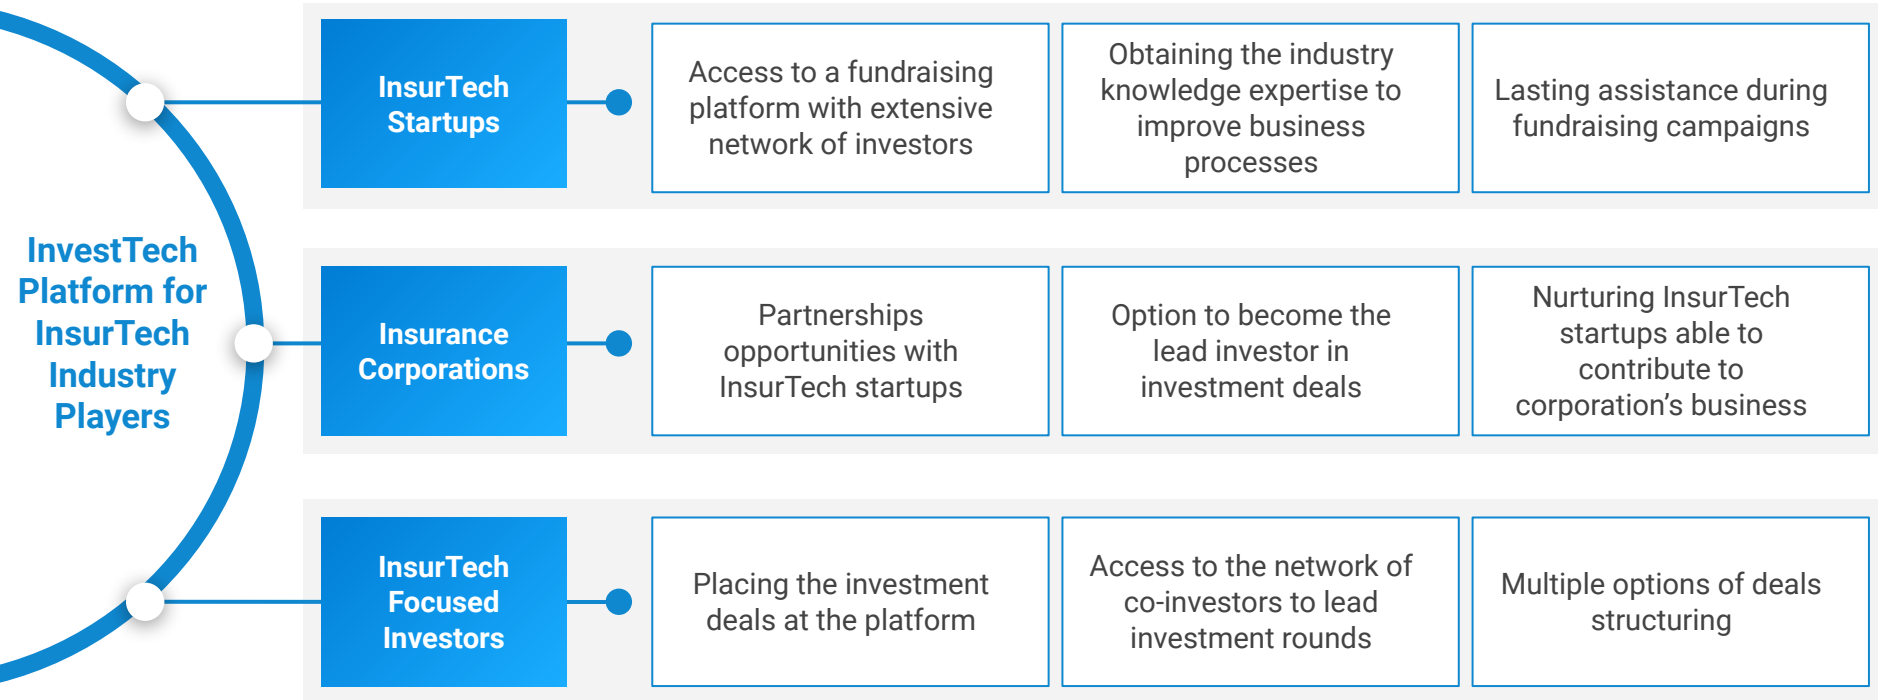 InvestTech
Platform for
InsurTech
Industry
Players
InsurTech
Startups
Access to a fundraising
platform with extensive
network of investors
Obtaining the industry
knowledge expertise to
improve business
processes
Lasting assistance during
fundraising campaigns
Insurance
Corporations
Partnerships
opportunities with
InsurTech startups
Option to become the
lead investor in
investment deals
Nurturing InsurTech
startups able to
contribute to
corporation’s business
InsurTech
Focused
Investors
Placing the investment
deals at the platform
Access to the network of
co-investors to lead
investment rounds
Multiple options of deals
structuring